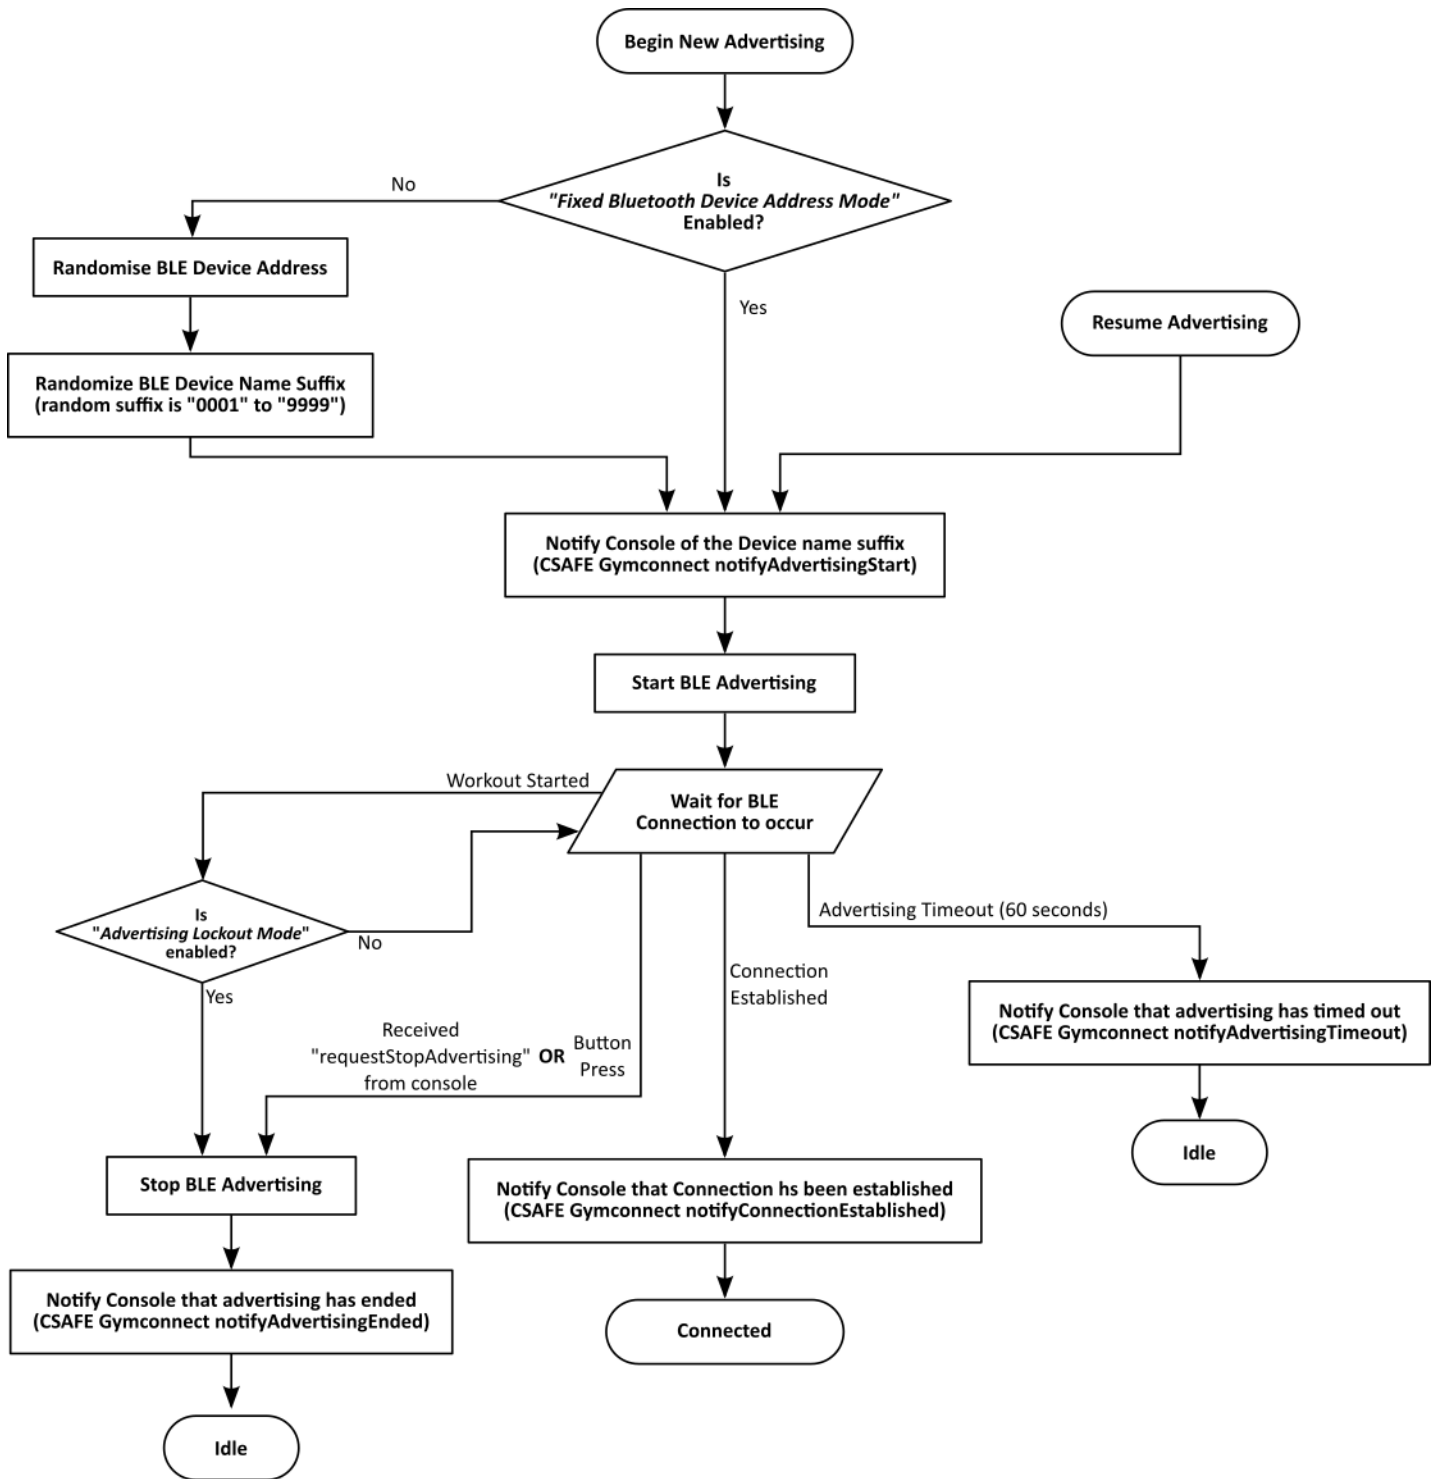 Begin New Advertising
Is
"Fixed Bluetooth Device Address Mode"
Enabled?
No
Randomise BLE Device Address
Yes
Resume Advertising
Randomize BLE Device Name Suffix
(random suffix is "0001" to "9999")
Notify Console of the Device name suffix
(CSAFE Gymconnect notifyAdvertisingStart)
Start BLE Advertising
Workout Started
Wait for BLE
Connection to occur
Is
"Advertising Lockout Mode"
enabled?
No
Yes
Advertising Timeout (60 seconds)
Connection
Established
Notify Console that advertising has timed out
(CSAFE Gymconnect notifyAdvertisingTimeout)
Received
"requestStopAdvertising"
from console
OR
Button
Press
Idle
Stop BLE Advertising
Notify Console that Connection hs been established
(CSAFE Gymconnect notifyConnectionEstablished)
Notify Console that advertising has ended
(CSAFE Gymconnect notifyAdvertisingEnded)
Connected
Idle